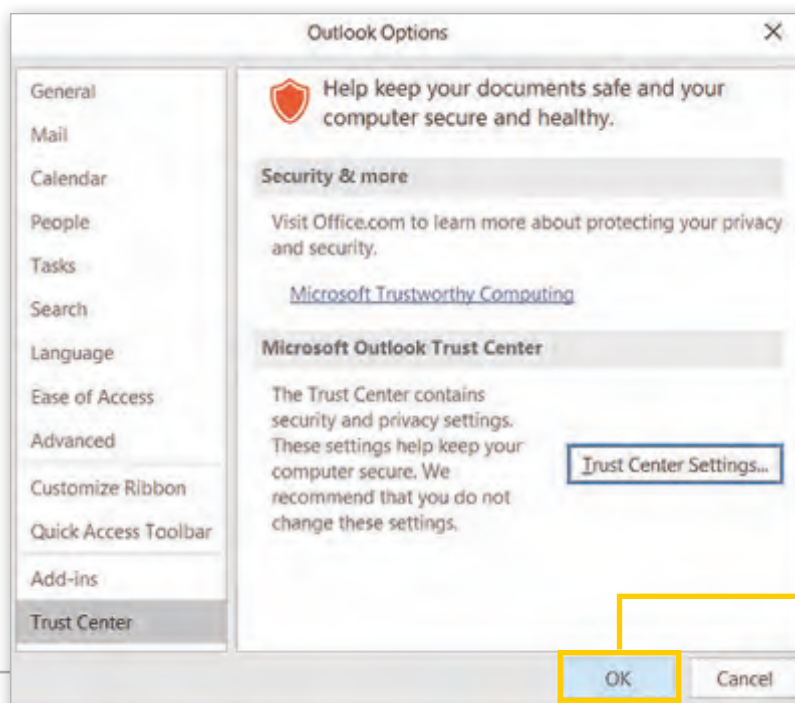 Outlook Options
General
Mail
Calendar
People
Tasks
Search
Language
Ease of Access
Advanced
Customize Ribbon
Quick Access Toolbar
Add-ins
Trust Center
Help keep your documents safe and your
computer secure and healthy.
Security & more
Visit Office.com to learn more about protecting your privacy
and security.
Microsoft Trustworthy Computing
Microsoft Outlook Trust Center
The Trust Center contains
security and privacy settings.
These settings help keep your
computer secure. We
recommend that you do not
change these settings.
Trust Center Settings...
OK
Cancel